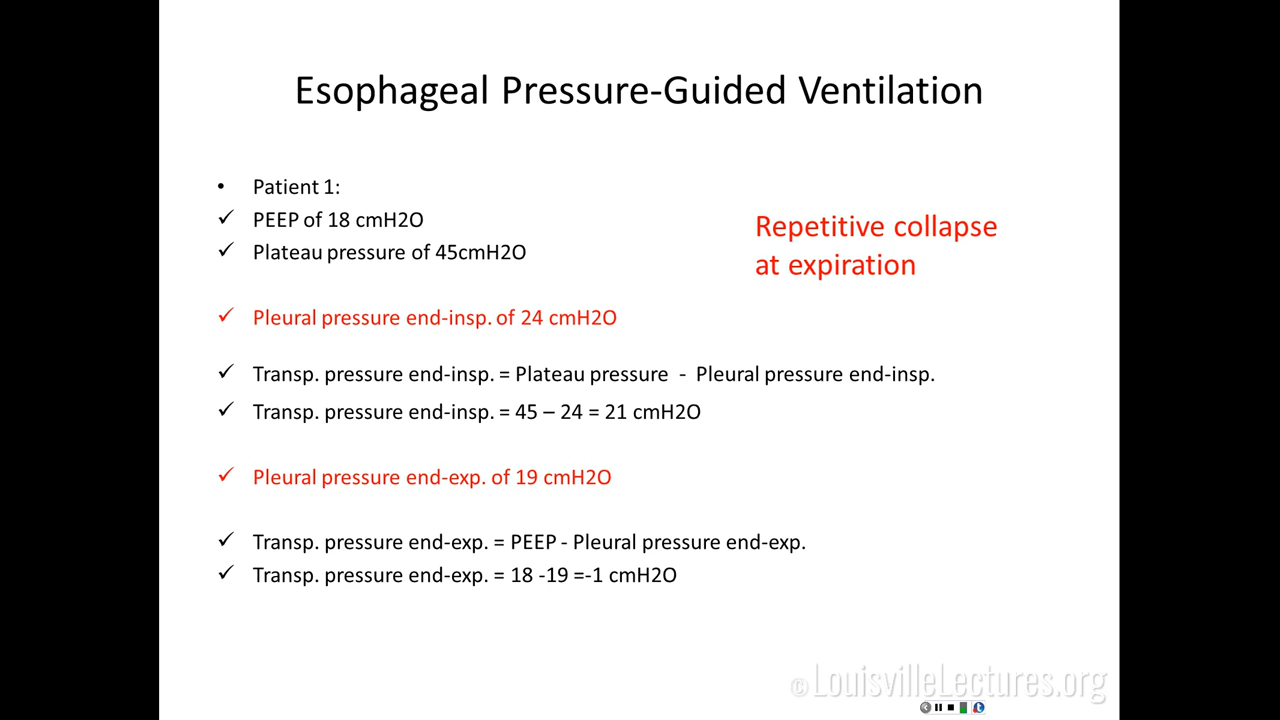 Esophageal Pressure-Guided Ventilation
• Patient 1:
✓ PEEP of 18 cmH2O
✓ Plateau pressure of 45cmH2O
Repetitive collapse
at expiration
✓ Pleural pressure end-insp. of 24 cmH2O
✓ Transp. pressure end-insp. = Plateau pressure - Pleural pressure end-insp.
✓ Transp. pressure end-insp. = 45 – 24 = 21 cmH2O
✓ Pleural pressure end-exp. of 19 cmH2O
✓ Transp. pressure end-exp. = PEEP - Pleural pressure end-exp.
✓ Transp. pressure end-exp. = 18 -19 =-1 cmH2O
©LouisvilleLectures.org